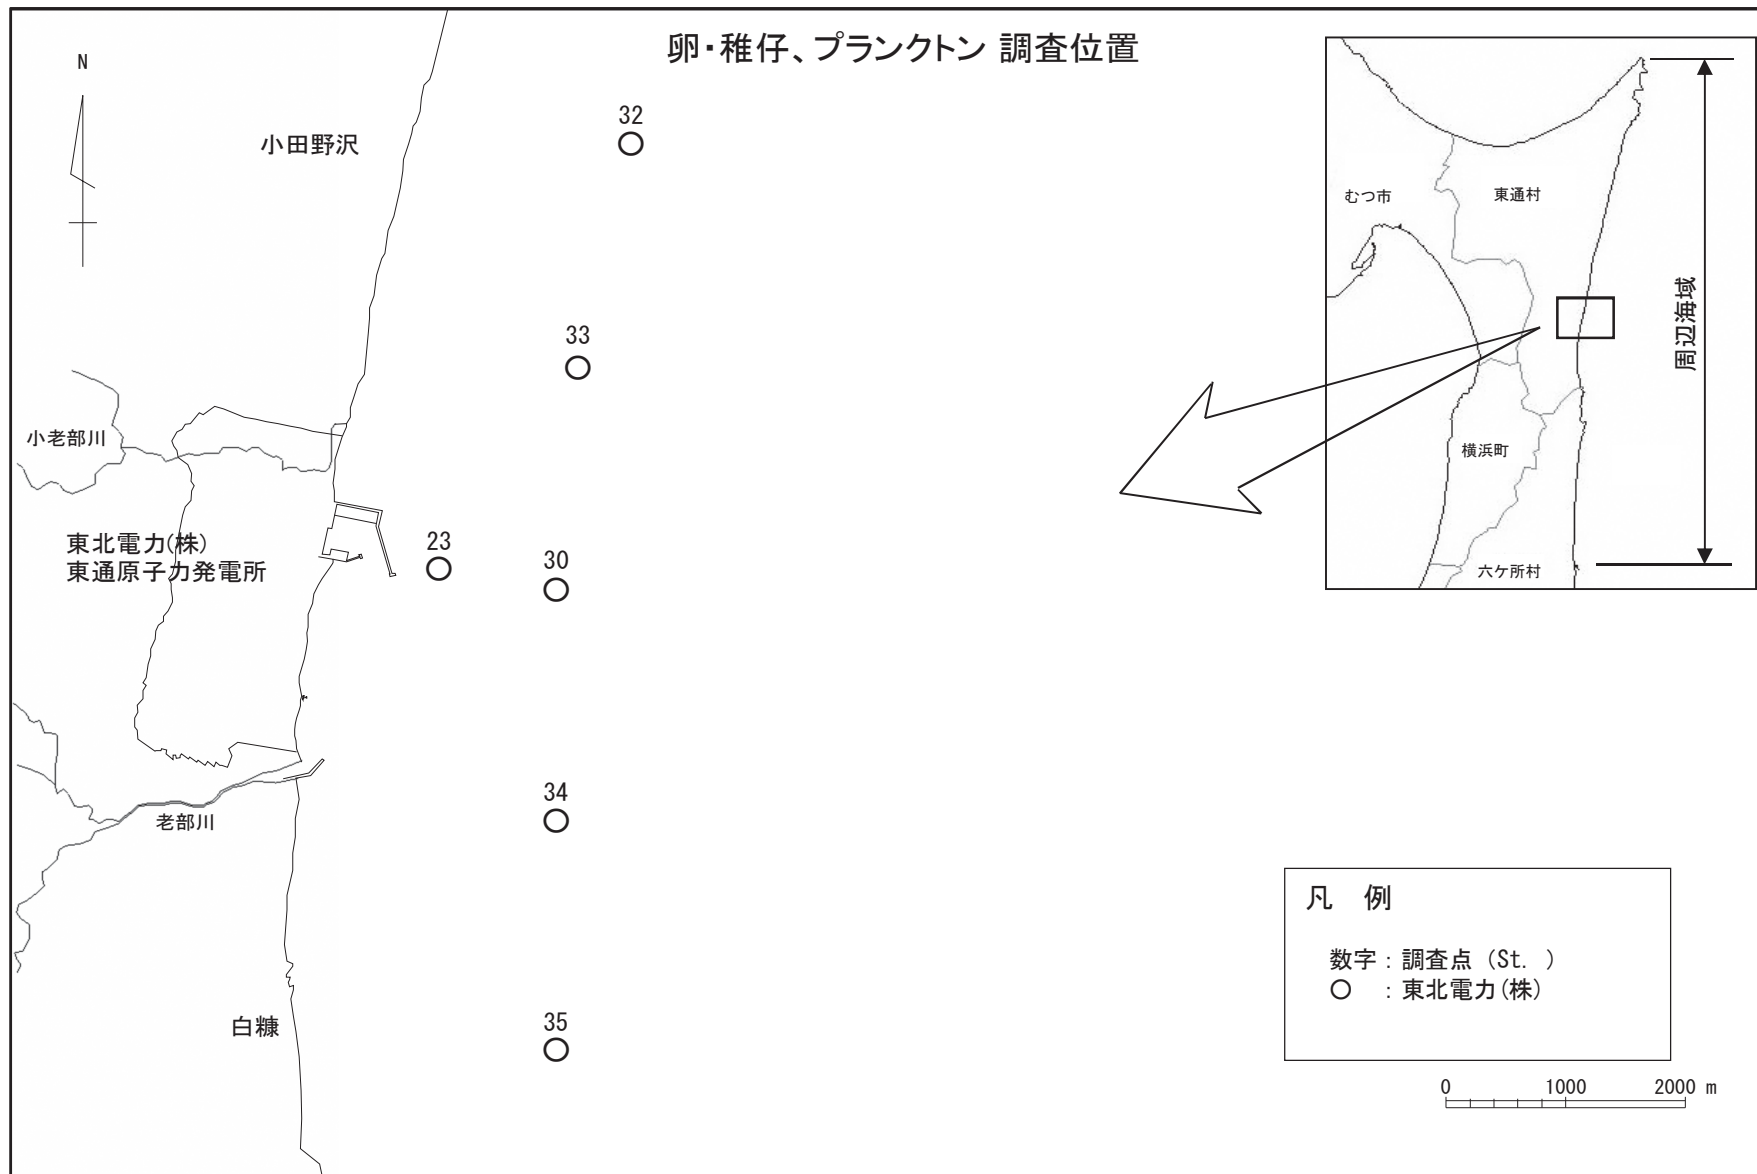 卵・稚仔、プランクトン 調査位置
N
小田野沢
32
33
小老部川
東北電力(株)
東通原子力発電所
23
30
34
老部川
白糠
35
むつ市
東通村
周辺海域
横浜町
六ケ所村
凡 例
数字 : 調査点 (St. )
○ : 東北電力(株)
0 1000 2000 m